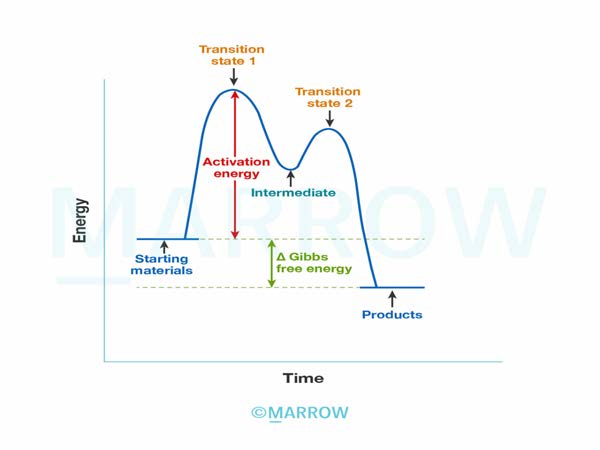 Transition
state 1
Transition
state 2
Activation
energy
Intermediate
MARROW
Energy
Starting
materials
Δ Gibbs
free energy
Products
Time
©MARROW